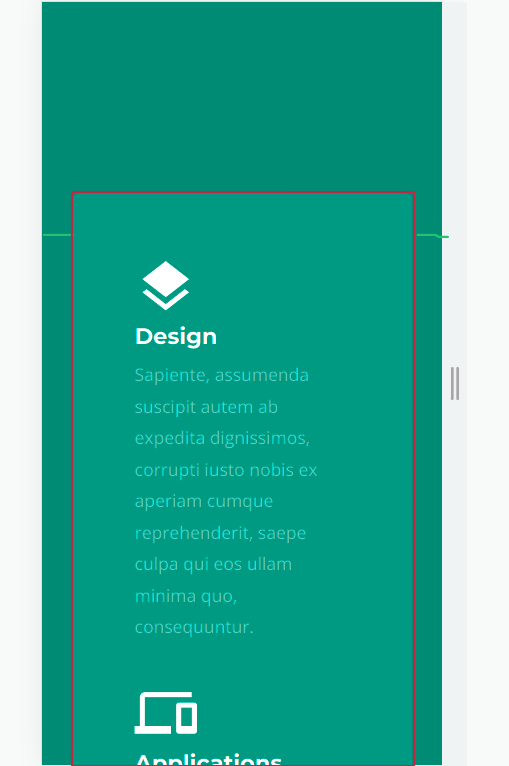 Design
Sapiente, assumenda
suscipit autem ab
expedita dignissimos,
corrupti iusto nobis ex
aperiam cumque
reprehenderit, saepe
culpa qui eos ullam
minima quo,
consequuntur.
Applications